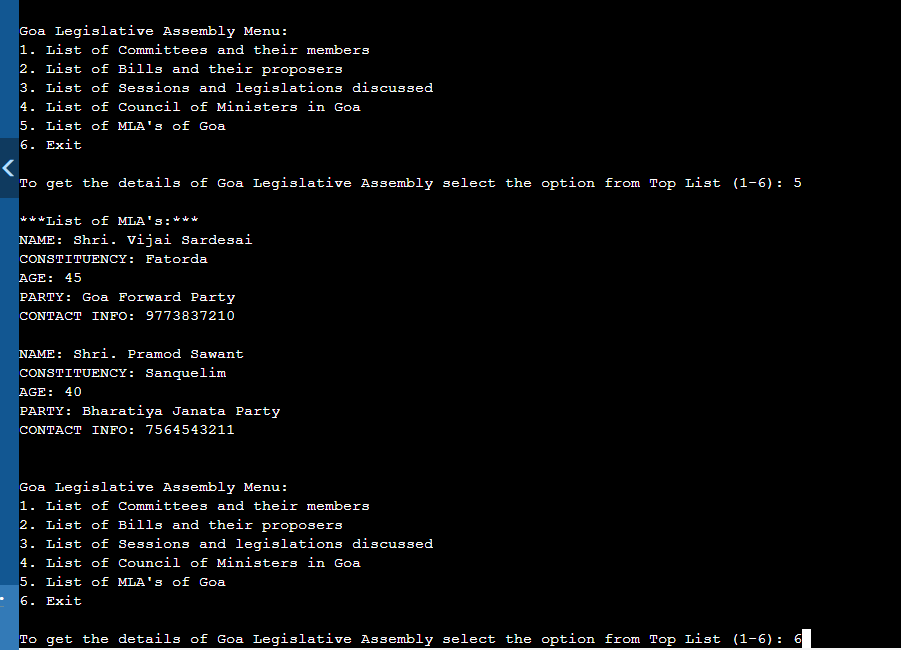 Goa Legislative Assembly Menu:
1. List of Committees and their members
2. List of Bills and their proposers
3. List of Sessions and legislations discussed
4. List of Council of Ministers in Goa
5. List of MLA's of Goa
6. Exit
To get the details of Goa Legislative Assembly select the option from Top List (1-6): 5
***List of MLA's:***
NAME: Shri. Vijai Sardesai
CONSTITUENCY: Fatorda
AGE: 45
PARTY: Goa Forward Party
CONTACT INFO: 9773837210
NAME: Shri. Pramod Sawant
CONSTITUENCY: Sanquelim
AGE: 40
PARTY: Bharatiya Janata Party
CONTACT INFO: 7564543211
Goa Legislative Assembly Menu:
1. List of Committees and their members
2. List of Bills and their proposers
3. List of Sessions and legislations discussed
4. List of Council of Ministers in Goa
5. List of MLA's of Goa
6. Exit
To get the details of Goa Legislative Assembly select the option from Top List (1-6): 6